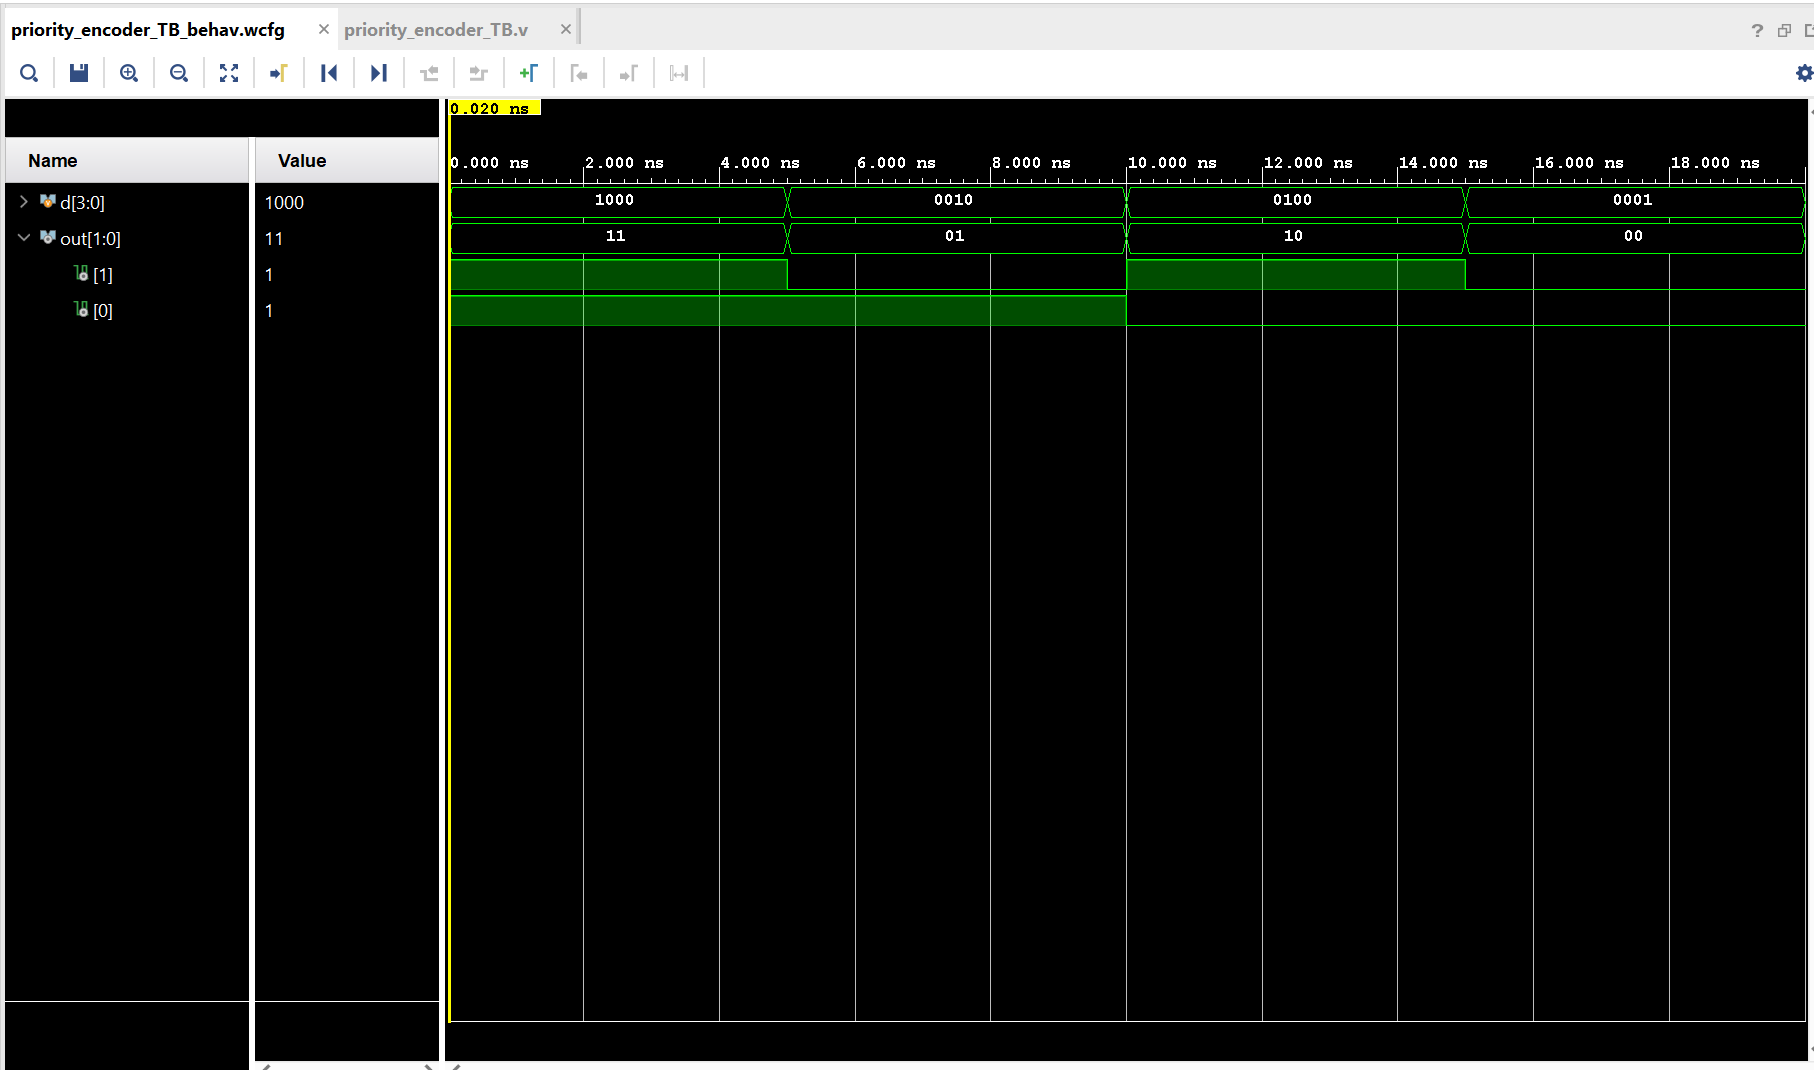 priority_encoder_TB_behav.wcfg × priority_encoder_TB.v × ?
0.020 ns
Name Value 0.000 ns 2.000 ns 4.000 ns 6.000 ns 8.000 ns 10.000 ns 12.000 ns 14.000 ns 16.000 ns 18.000 ns
d[3:0] 1000 1000 0010 0100 0001
out[1:0] 11 11 01 10 00
[1] 1
[0] 1